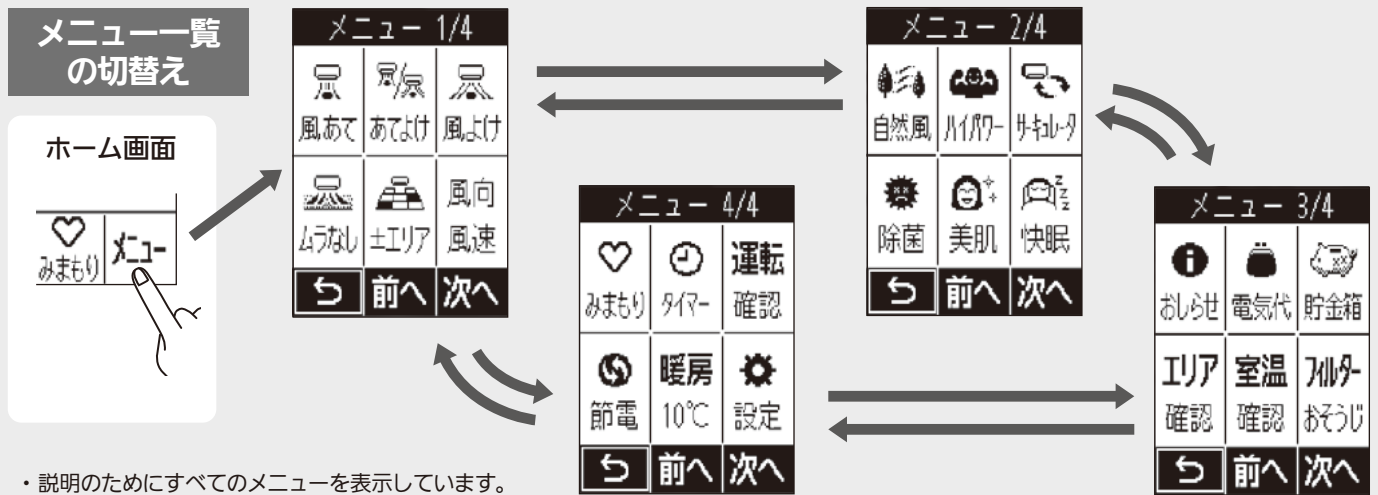 メニュー一覧
の切替え
ホーム画面
みまもり メニュー
メニュー 1/4
風あて あてよけ 風よけ
ムラなし ±エリア 風向
風速
前へ 次へ
メニュー 2/4
自然風 ハイパワー サーキュレータ
除菌 美肌 快眠
前へ 次へ
メニュー 3/4
おしらせ 電気代 貯金箱
エリア 室温 フィルター
確認 確認 おそうじ
前へ 次へ
メニュー 4/4
みまもり タイマー 運転
確認
節電 暖房 設定
10℃
前へ 次へ
・説明のためにすべてのメニューを表示しています。